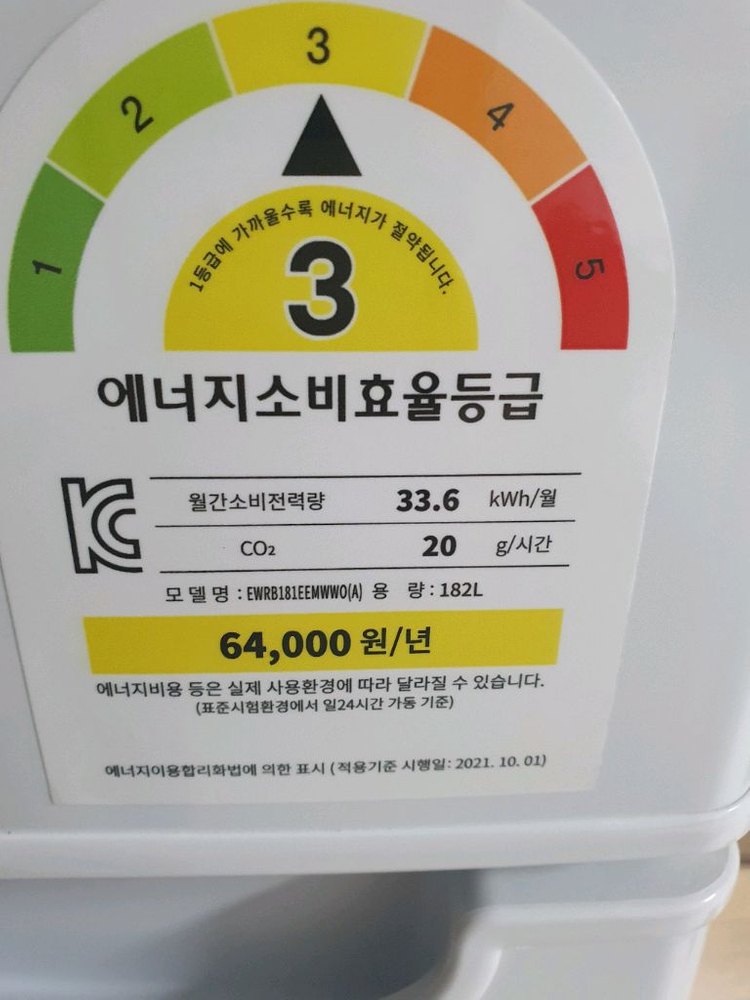 1
2
3
4
5
1등급에 가까울수록 에너지가 절약됩니다.
3
에너지소비효율등급
월간소비전력량 33.6 kWh/월
CO₂ 20 g/시간
모델명 : EWRB181EEMWWO(A) 용 량 : 182L
64,000 원/년
에너지비용 등은 실제 사용환경에 따라 달라질 수 있습니다.
(표준시험환경에서 일24시간 가동 기준)
에너지이용합리화법에 의한 표시 (적용기준 시행일: 2021. 10. 01)